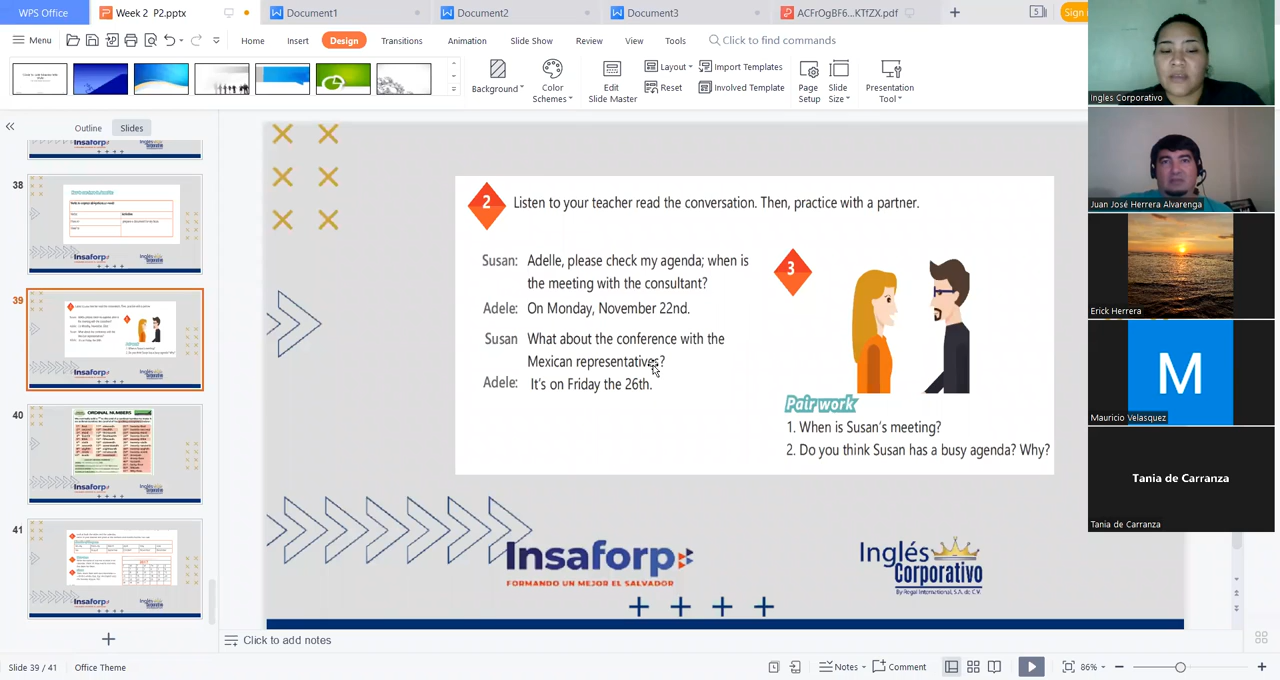 WPS Office
Week 2 P2.pptx
Document1
Document2
Document3
ACFrOgBF6...KTfZX.pdf
5
Sign i
Menu
Home
Insert
Design
Transitions
Animation
Slide Show
Review
View
Tools
Click to find commands
Background
Color
Schemes
Edit
Slide Master
Layout
Reset
Import Templates
Involved Template
Page
Setup
Slide
Size
Presentation
Tool
Outline
Slides
38
39
40
ORDINAL NUMBERS
41
2
Listen to your teacher read the conversation. Then, practice with a partner.
Susan: Adelle, please check my agenda; when is
the meeting with the consultant?
Adele: On Monday, November 22nd.
Susan What about the conference with the
Mexican representatives?
Adele: It's on Friday the 26th.
3
Pair work
1. When is Susan's meeting?
2. Do you think Susan has a busy agenda? Why?
Insaforp
FORMANDO UN MEJOR EL SALVADOR
Inglés
Corporativo
By Regal International, S.A. de C.V.
Click to add notes
Slide 39 / 41
Office Theme
Notes
Comment
86%
Ingles Corporativo
Juan José Herrera Alvarenga
Erick Herrera
M
Mauricio Velasquez
Tania de Carranza
Tania de Carranza